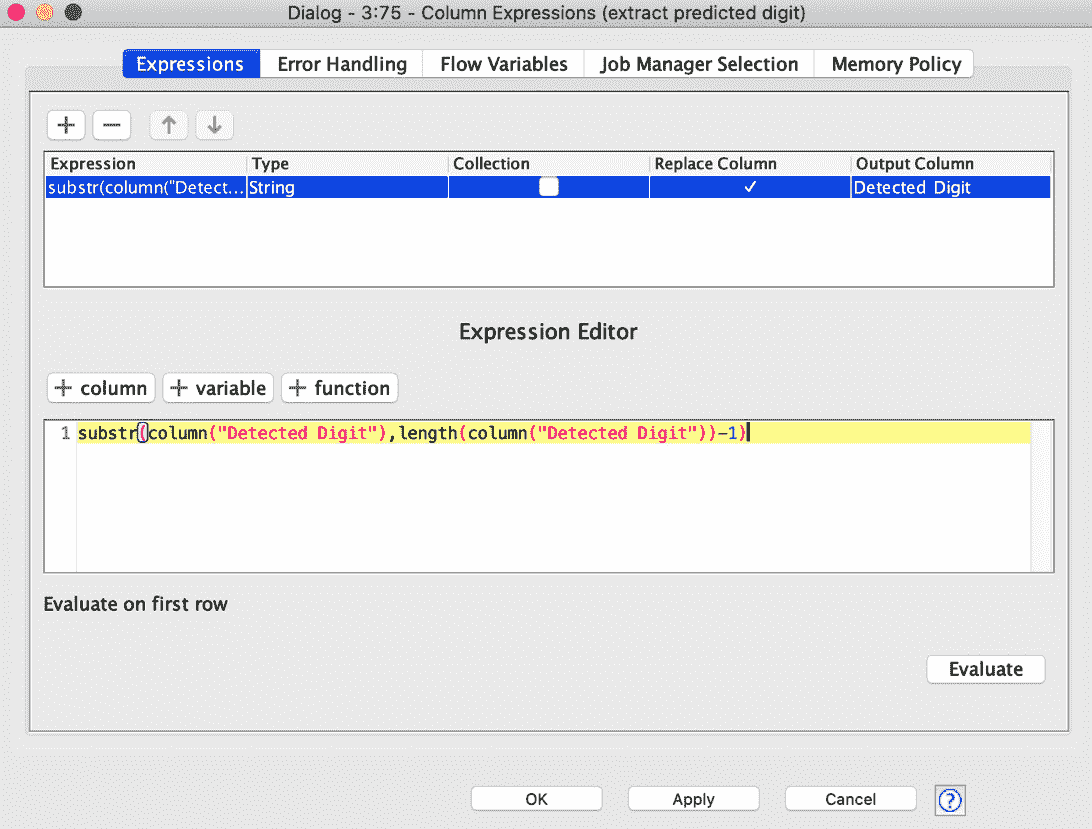 Dialog - 3:75 - Column Expressions (extract predicted digit)
Expressions Error Handling Flow Variables Job Manager Selection Memory Policy
Expression Type Collection Replace Column Output Column
substr(column("Detect... String Detected Digit
Expression Editor
+ column + variable + function
1 substr(column("Detected Digit"),length(column("Detected Digit"))-1)
Evaluate on first row
Evaluate
OK Apply Cancel ?